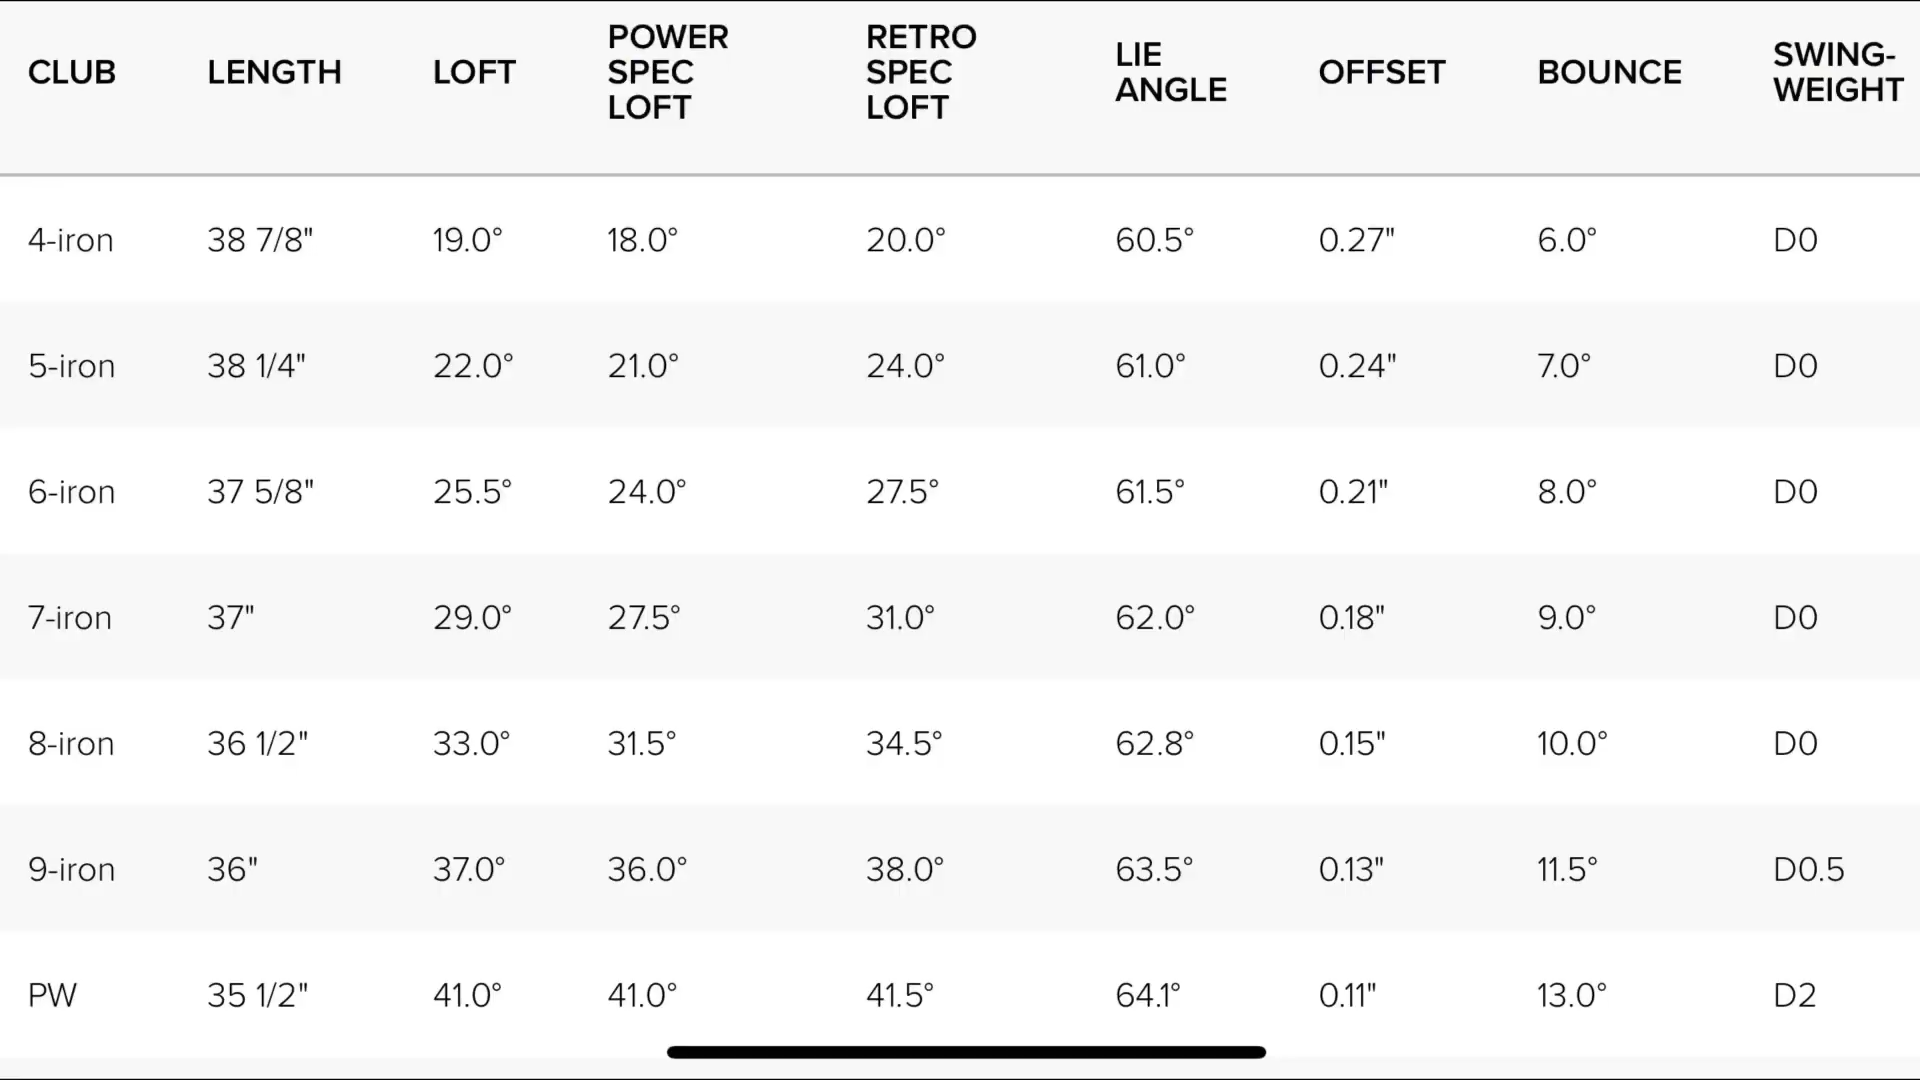 CLUB LENGTH LOFT POWER SPEC LOFT RETRO SPEC LOFT LIE ANGLE OFFSET BOUNCE SWING-WEIGHT
4-iron 38 7/8" 19.0° 18.0° 20.0° 60.5° 0.27" 6.0° D0
5-iron 38 1/4" 22.0° 21.0° 24.0° 61.0° 0.24" 7.0° D0
6-iron 37 5/8" 25.5° 24.0° 27.5° 61.5° 0.21" 8.0° D0
7-iron 37" 29.0° 27.5° 31.0° 62.0° 0.18" 9.0° D0
8-iron 36 1/2" 33.0° 31.5° 34.5° 62.8° 0.15" 10.0° D0
9-iron 36" 37.0° 36.0° 38.0° 63.5° 0.13" 11.5° D0.5
PW 35 1/2" 41.0° 41.0° 41.5° 64.1° 0.11" 13.0° D2